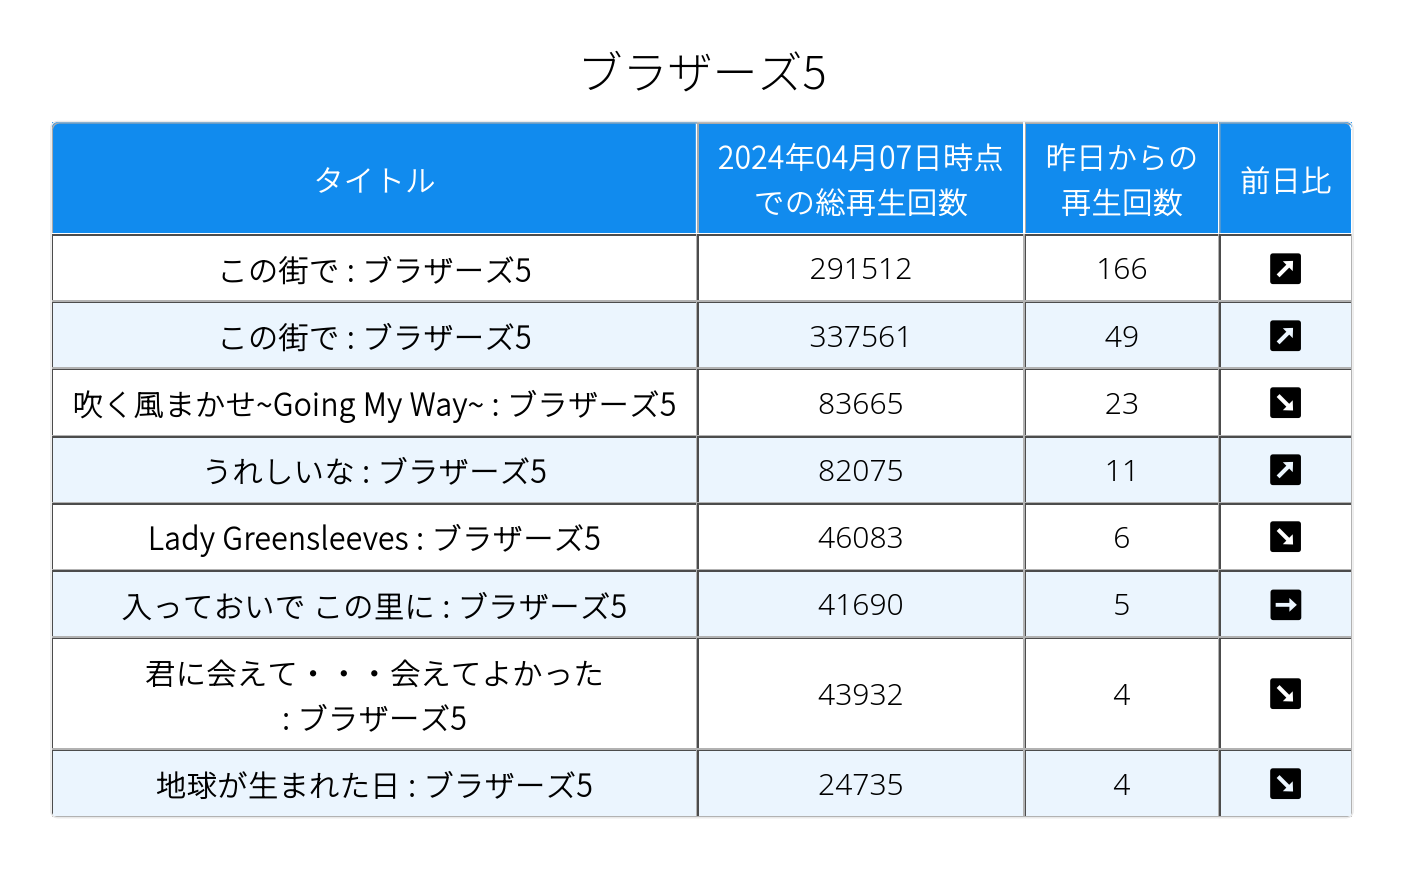 ブラザーズ5
タイトル
2024年04月07日時点
での総再生回数
昨日からの
再生回数
前日比
この街で : ブラザーズ5
291512
166
この街で : ブラザーズ5
337561
49
吹く風まかせ~Going My Way~ : ブラザーズ5
83665
23
うれしいな : ブラザーズ5
82075
11
Lady Greensleeves : ブラザーズ5
46083
6
入っておいで この里に : ブラザーズ5
41690
5
君に会えて・・・会えてよかった
: ブラザーズ5
43932
4
地球が生まれた日 : ブラザーズ5
24735
4